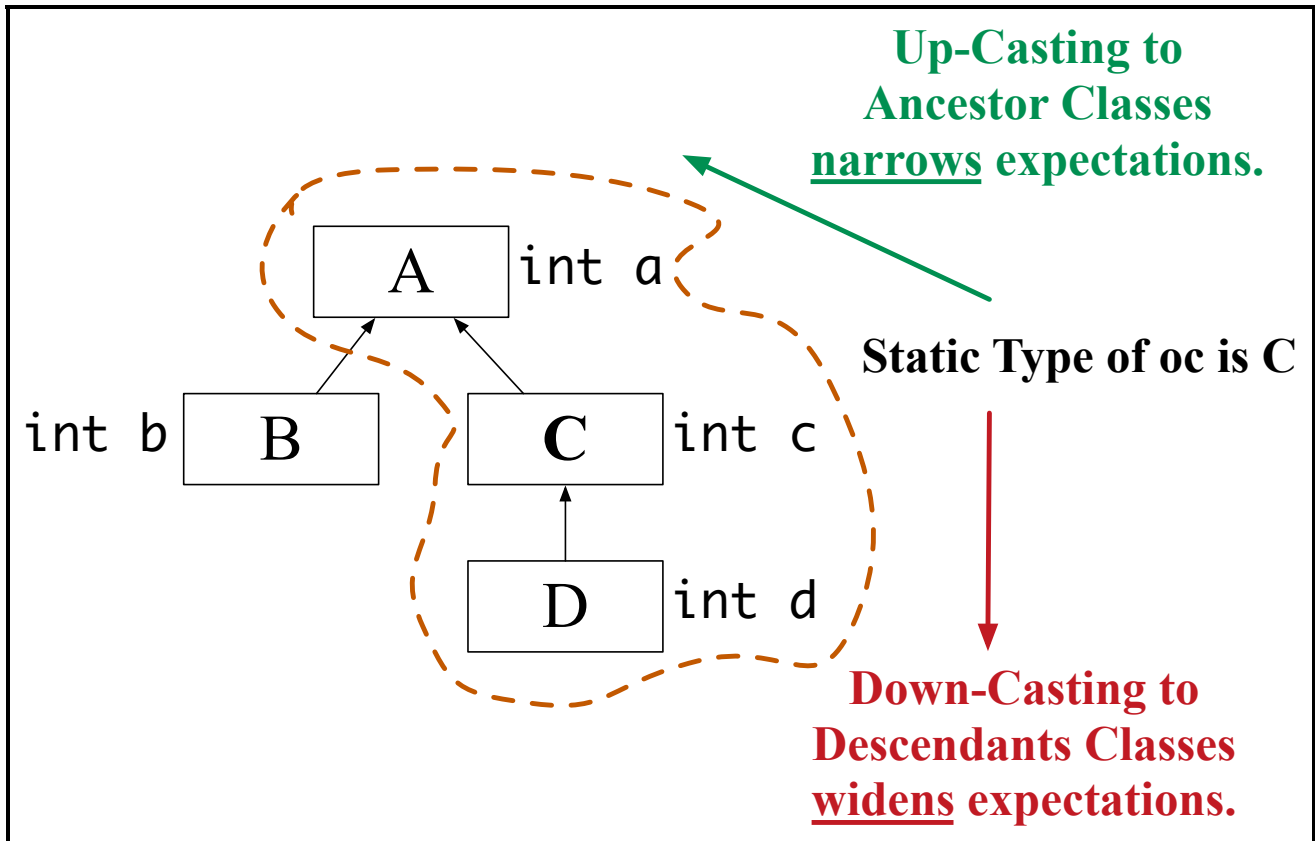 Up-Casting to
Ancestor Classes
narrows expectations.
A
int a
Static Type of oc is C
int b
B
C
int c
D
int d
Down-Casting to
Descendants Classes
widens expectations.